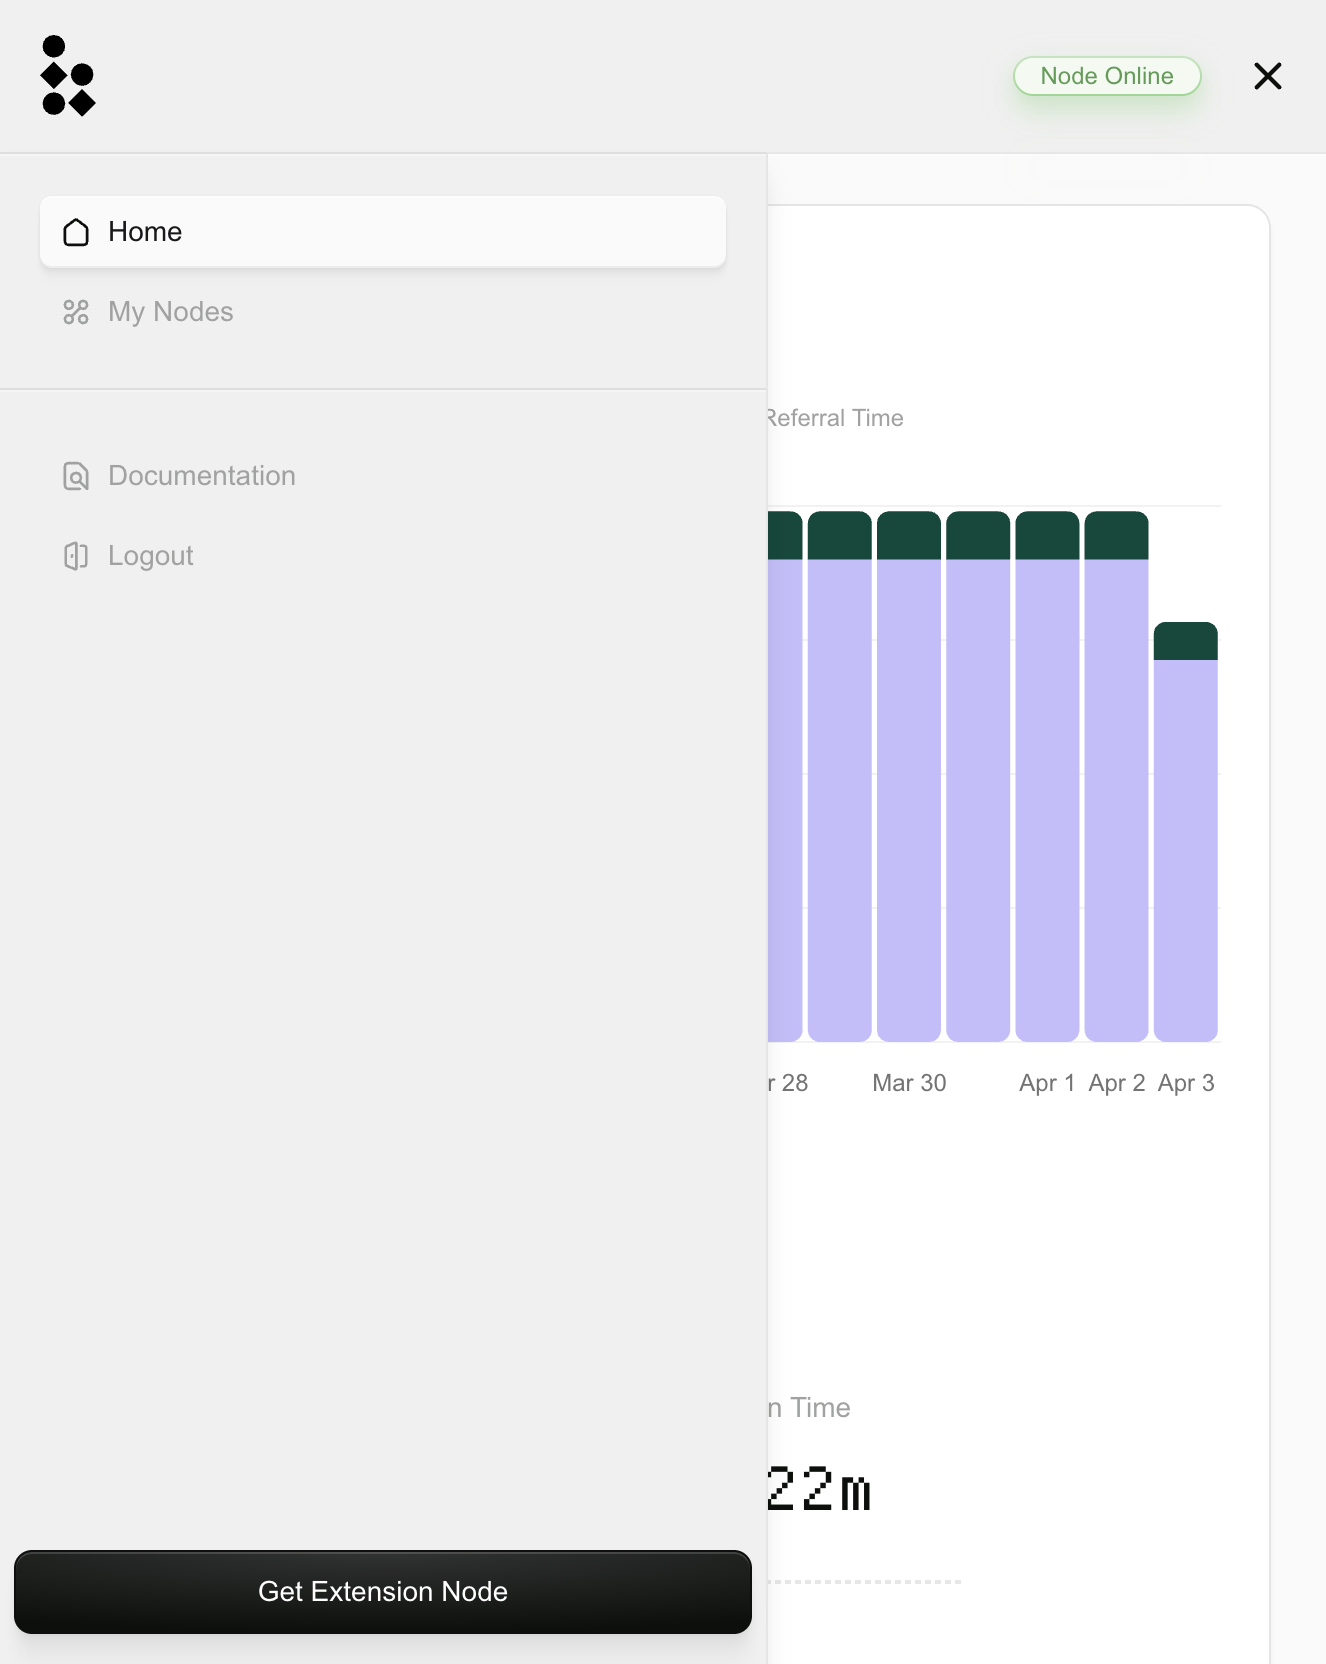 Node Online
Home
My Nodes
Documentation
Logout
Referral Time
r 28
Mar 30
Apr 1
Apr 2
Apr 3
n Time
22m
Get Extension Node